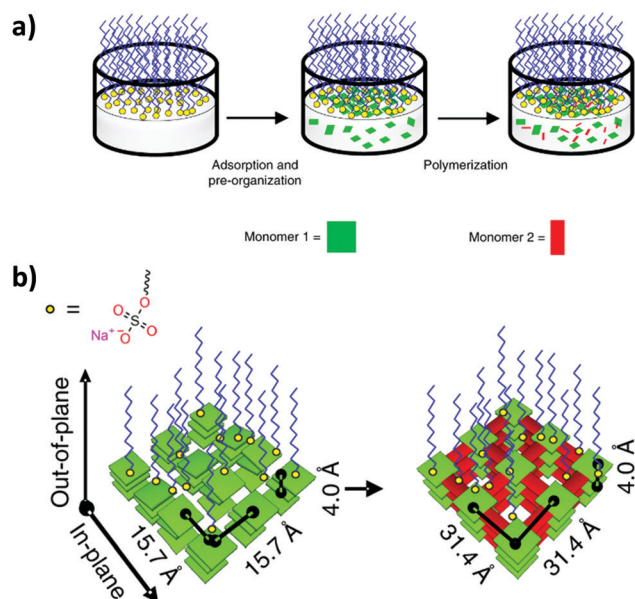 a)
Adsorption and
pre-organization
Polymerization
Monomer 1 =
Monomer 2 =
b)
=
O
O
S
O
Na⁺ ⁻O
Out-of-plane
In-plane
15.7 Å
15.7 Å
4.0 Å
31.4 Å
31.4 Å
4.0 Å